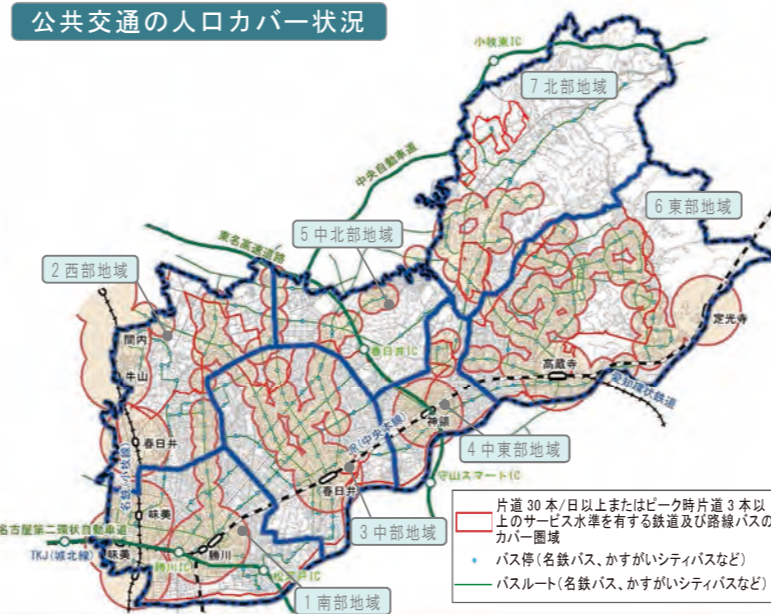 公共交通の人口カバー状況
小牧東IC
7 北部地域
中央自動車道
6 東部地域
東名高速道路
5 中北部地域
2 西部地域
間内
定光寺
春日井IC
牛山
高蔵寺
愛知環状鉄道
神領
JR(中央本線)
春日井
名鉄(小牧線)
4 中東部地域
守山スマートIC
春日井
味美
3 中部地域
名古屋第二環状自動車道
TKJ(城北線)
味美
勝川
勝川IC
松河戸IC
1 南部地域
片道 30 本/日以上またはピーク時片道 3 本以
上のサービス水準を有する鉄道及び路線バスの
カバー圏域
バス停(名鉄バス、かすがいシティバスなど)
バスルート(名鉄バス、かすがいシティバスなど)